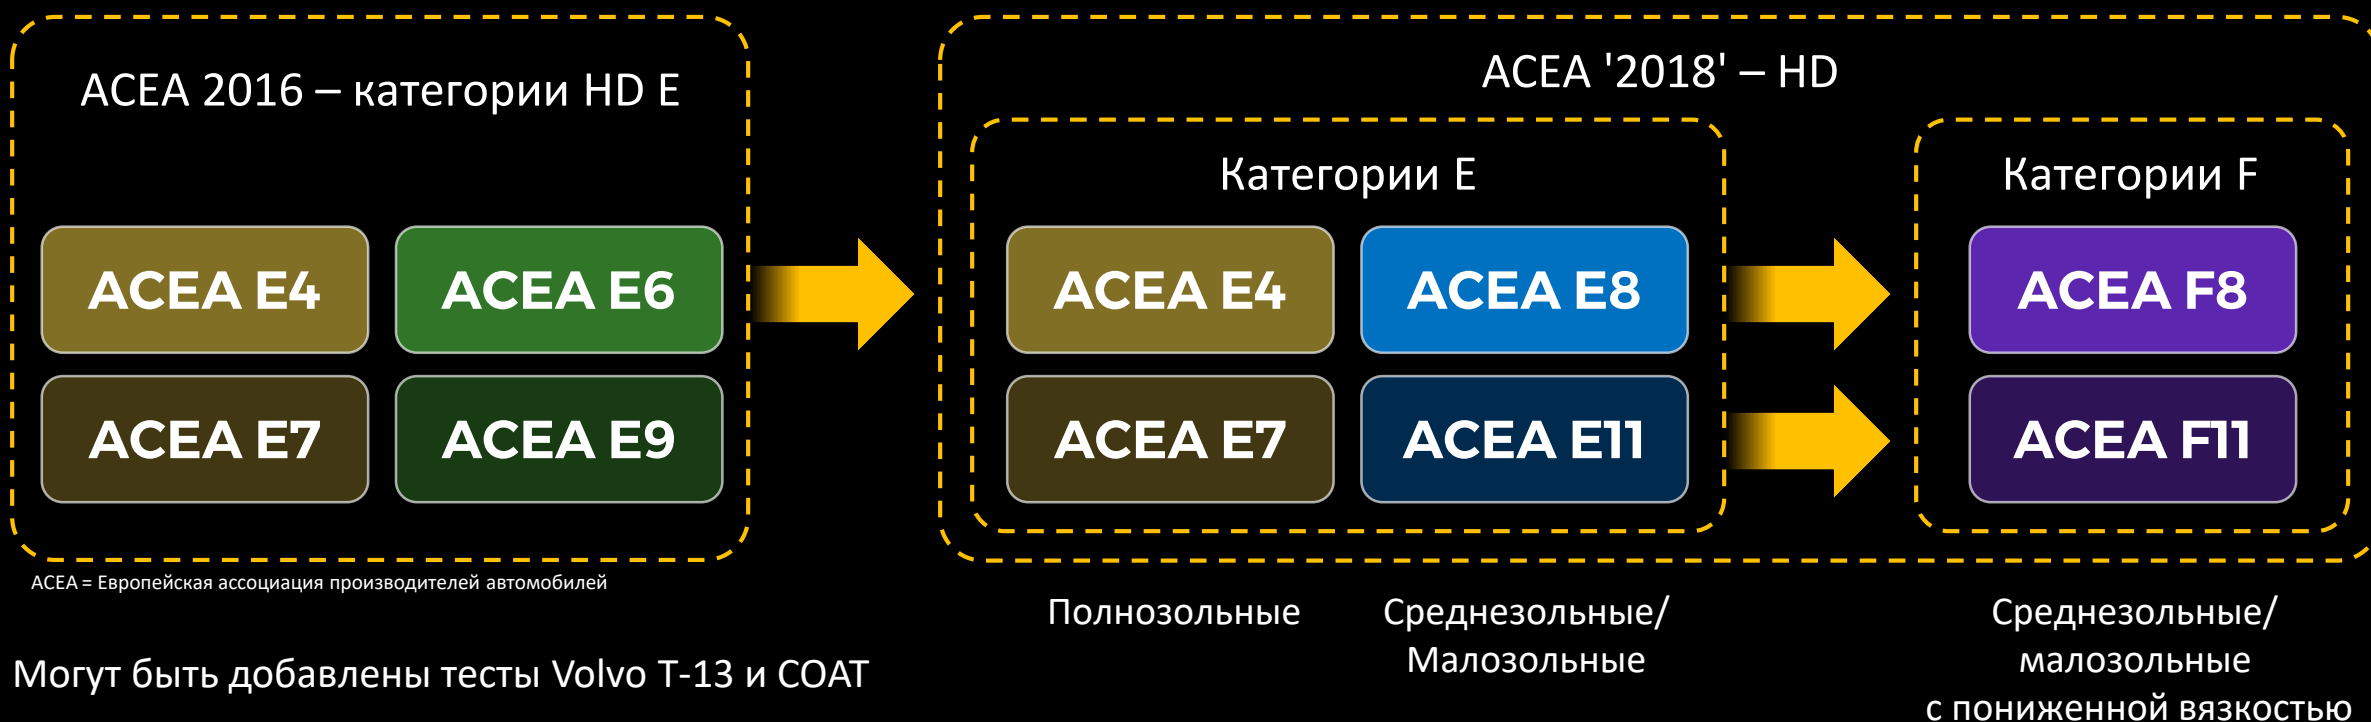 ACEA 2016 – категории HD E
ACEA E4
ACEA E6
ACEA E7
ACEA E9
ACEA = Европейская ассоциация производителей автомобилей
Могут быть добавлены тесты Volvo T-13 и COAT
ACEA '2018' – HD
Категории E
ACEA E4
ACEA E8
ACEA E7
ACEA E11
Полнозольные
Среднезольные/
Малозольные
Категории F
ACEA F8
ACEA F11
Среднезольные/
малозольные
с пониженной вязкостью